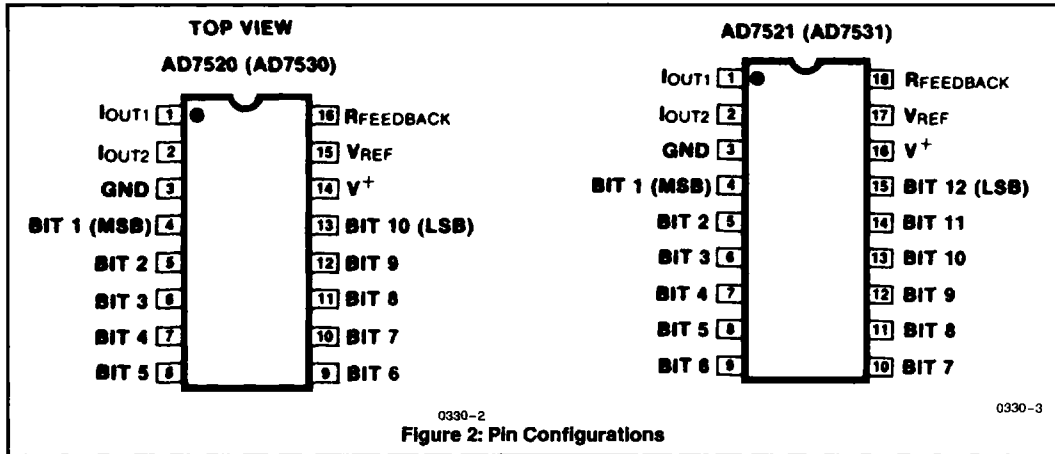 TOP VIEW
AD7520 (AD7530)
IOUT1 1
IOUT2 2
GND 3
BIT 1 (MSB) 4
BIT 2 5
BIT 3 6
BIT 4 7
BIT 5 8
16 RFEEDBACK
15 VREF
14 V+
13 BIT 10 (LSB)
12 BIT 9
11 BIT 8
10 BIT 7
9 BIT 6
0330-2
AD7521 (AD7531)
IOUT1 1
IOUT2 2
GND 3
BIT 1 (MSB) 4
BIT 2 5
BIT 3 6
BIT 4 7
BIT 5 8
BIT 6 9
18 RFEEDBACK
17 VREF
16 V+
15 BIT 12 (LSB)
14 BIT 11
13 BIT 10
12 BIT 9
11 BIT 8
10 BIT 7
0330-3
Figure 2: Pin Configurations